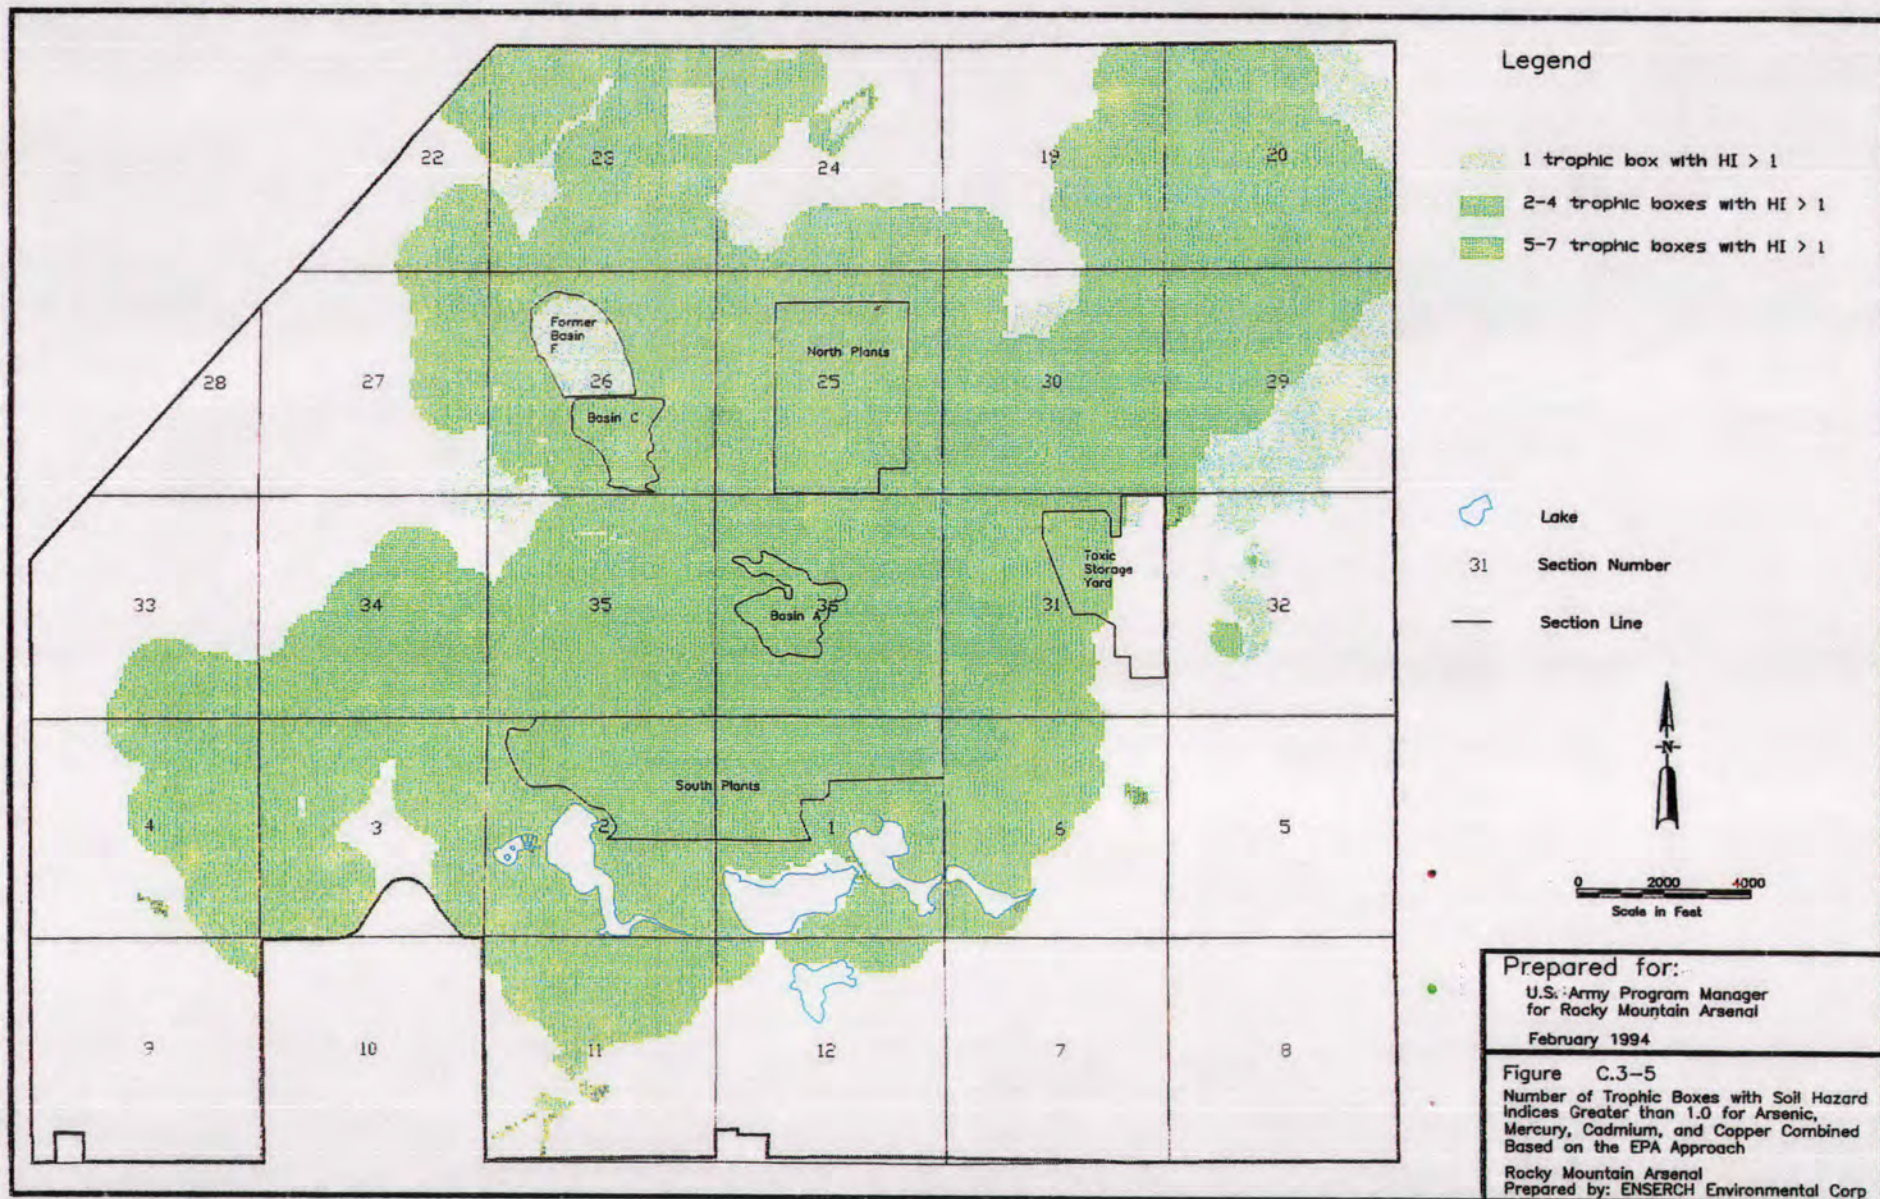 Legend
1 trophic box with HI > 1
2-4 trophic boxes with HI > 1
5-7 trophic boxes with HI > 1
Lake
31 Section Number
Section Line
N
0 2000 4000
Scale in Feet
22
23
24
19
20
28
27
Former
Basin
F
26
Basin C
North Plants
25
30
29
33
34
35
36
Basin A
31
Toxic
Storage
Yard
32
4
3
South Plants
2
1
6
5
9
10
11
12
7
8
Prepared for:
U.S. Army Program Manager
for Rocky Mountain Arsenal
February 1994
Figure C.3-5
Number of Trophic Boxes with Soil Hazard
Indices Greater than 1.0 for Arsenic,
Mercury, Cadmium, and Copper Combined
Based on the EPA Approach
Rocky Mountain Arsenal
Prepared by: ENSERCH Environmental Corp